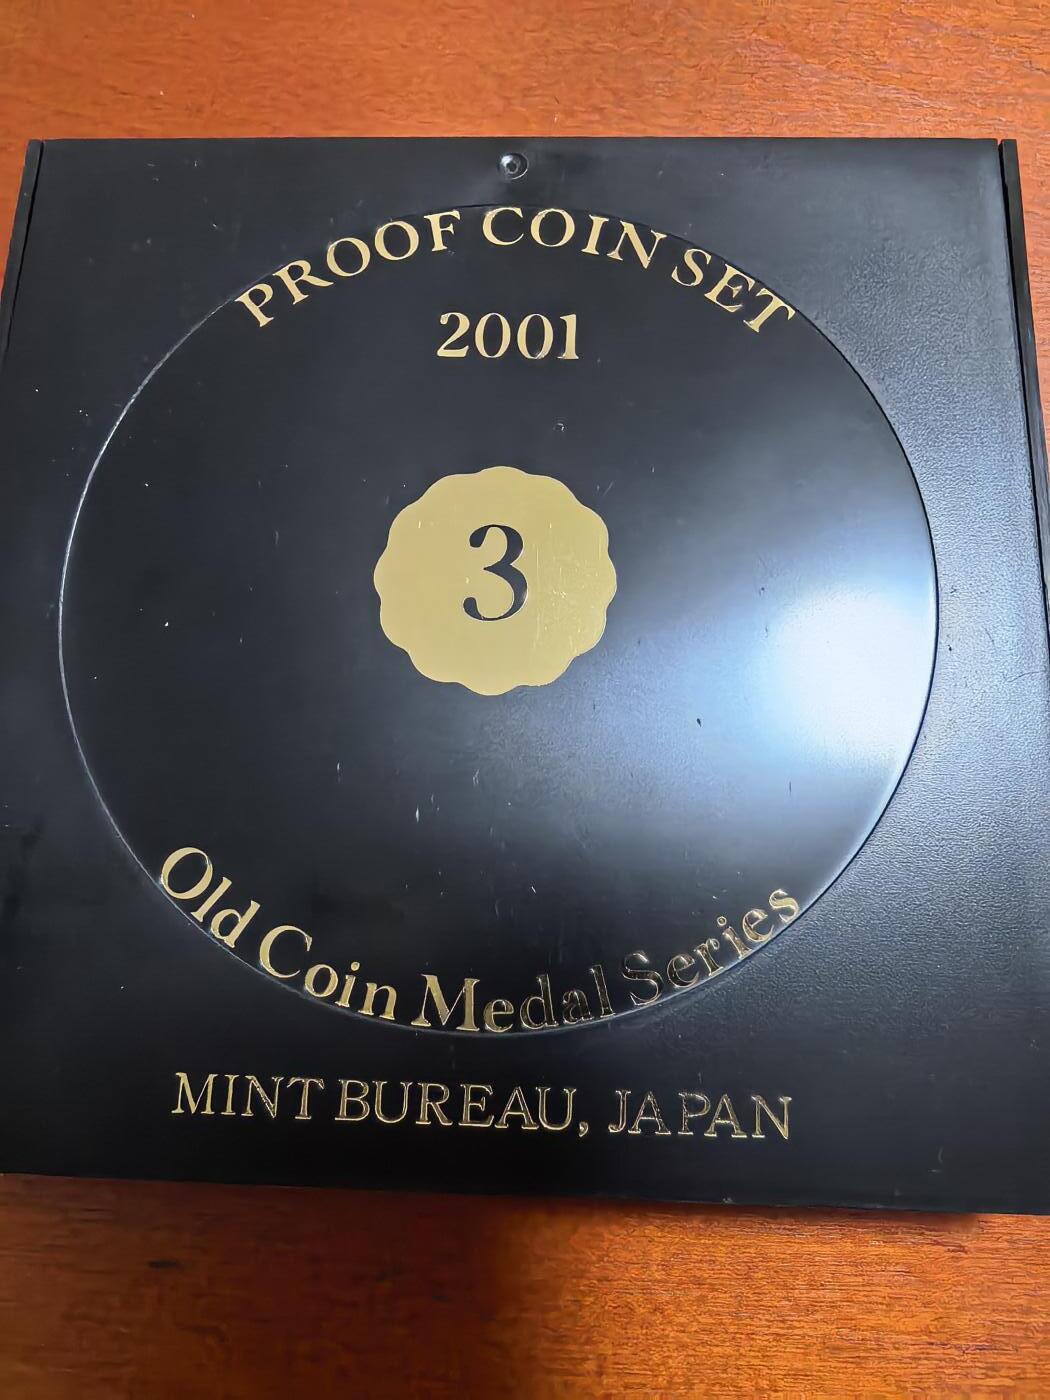 PROOF COIN SET
2001
3
Old Coin Medal Series
MINT BUREAU, JAPAN